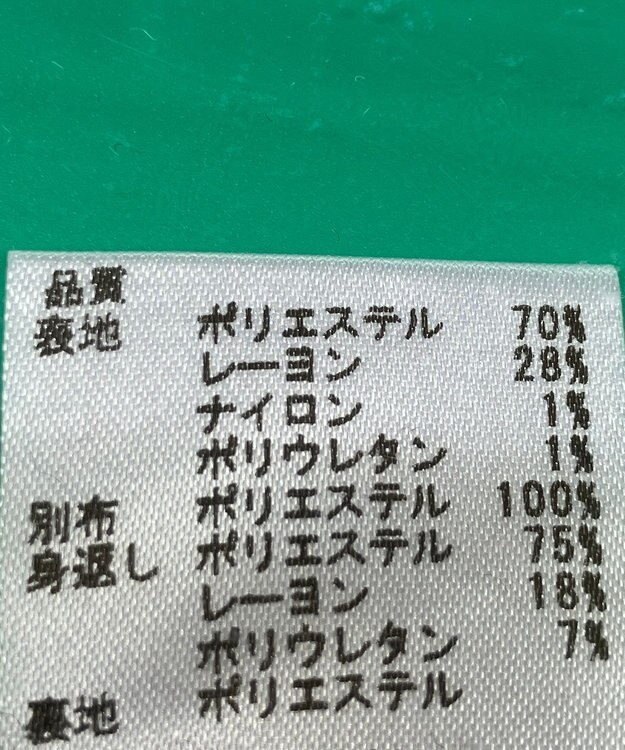 品質
表地 ポリエステル 70%
レーヨン 28%
ナイロン 1%
ポリウレタン 1%
別布 ポリエステル 100%
身返し ポリエステル 75%
レーヨン 18%
ポリウレタン 7%
裏地 ポリエステル